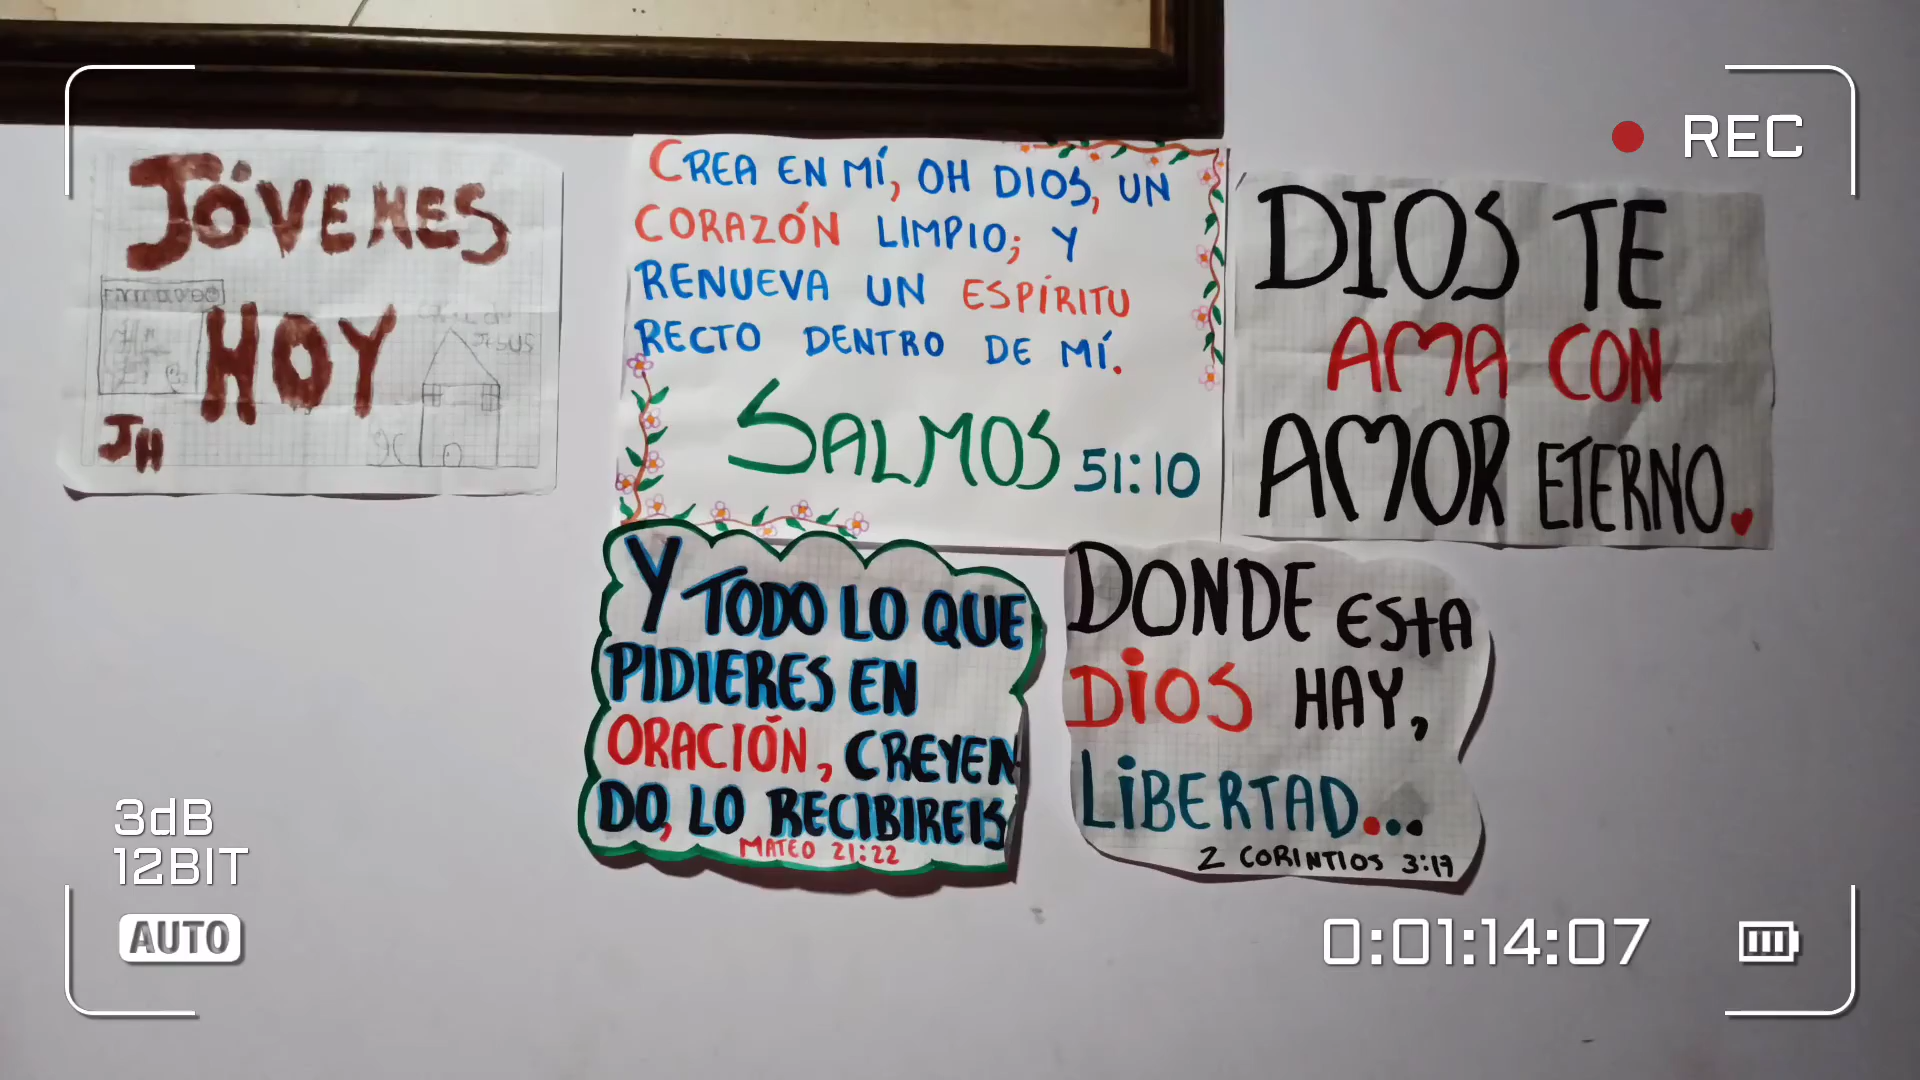 REC
JÓVENES
HOY
JH
CREA EN MÍ, OH DIOS, UN
CORAZÓN LIMPIO; Y
RENUEVA UN ESPÍRITU
RECTO DENTRO DE MÍ.
SALMOS 51:10
DIOS TE
AMA CON
AMOR ETERNO.
Y TODO LO QUE
PIDIERES EN
ORACIÓN, CREYEN
DO, LO RECIBIREIS
MATEO 21:22
DONDE ESTA
DIOS HAY,
LIBERTAD...
2 CORINTIOS 3:17
3dB
12BIT
AUTO
0:01:14:07